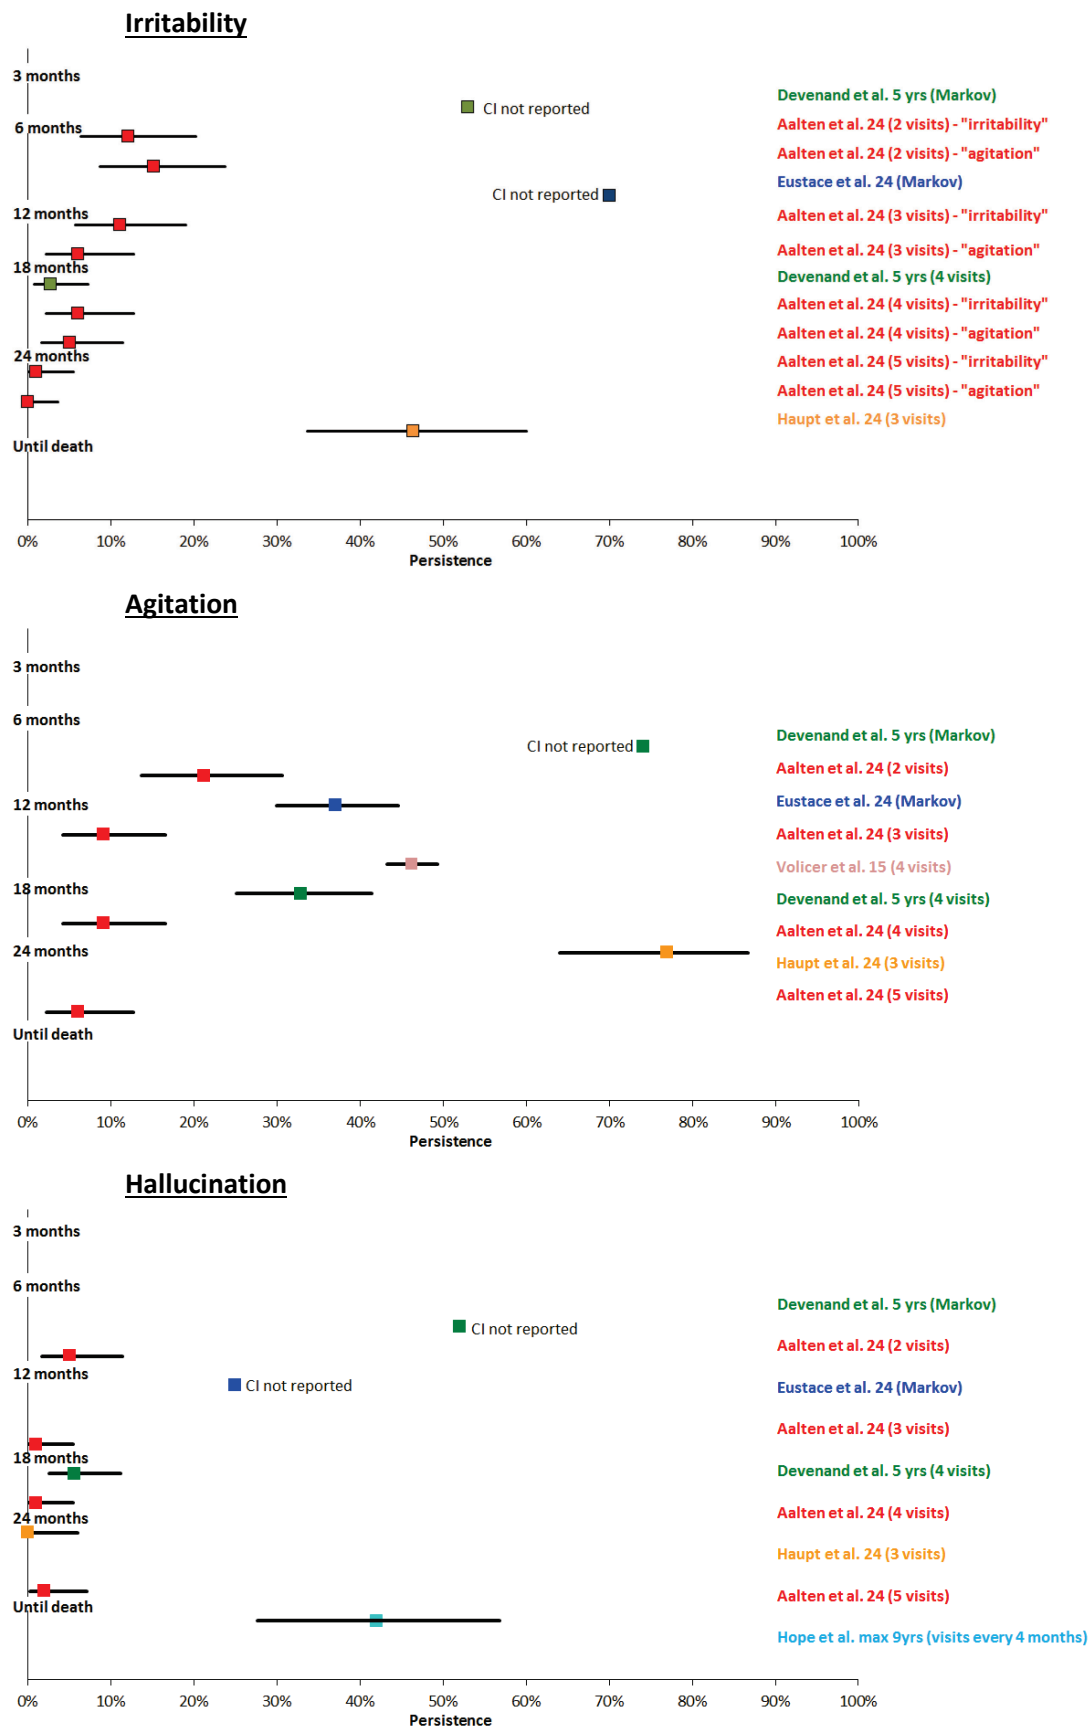 Irritability
3 months
Devenand et al. 5 yrs (Markov)
CI not reported
6 months
Aalten et al. 24 (2 visits) - "irritability"
Aalten et al. 24 (2 visits) - "agitation"
Eustace et al. 24 (Markov)
CI not reported
12 months
Aalten et al. 24 (3 visits) - "irritability"
Aalten et al. 24 (3 visits) - "agitation"
18 months
Devenand et al. 5 yrs (4 visits)
Aalten et al. 24 (4 visits) - "irritability"
Aalten et al. 24 (4 visits) - "agitation"
24 months
Aalten et al. 24 (5 visits) - "irritability"
Aalten et al. 24 (5 visits) - "agitation"
Haupt et al. 24 (3 visits)
Until death
0% 10% 20% 30% 40% 50% 60% 70% 80% 90% 100%
Persistence
Agitation
3 months
6 months
Devenand et al. 5 yrs (Markov)
CI not reported
Aalten et al. 24 (2 visits)
12 months
Eustace et al. 24 (Markov)
Aalten et al. 24 (3 visits)
Volicer et al. 15 (4 visits)
18 months
Devenand et al. 5 yrs (4 visits)
Aalten et al. 24 (4 visits)
24 months
Haupt et al. 24 (3 visits)
Aalten et al. 24 (5 visits)
Until death
0% 10% 20% 30% 40% 50% 60% 70% 80% 90% 100%
Persistence
Hallucination
3 months
6 months
Devenand et al. 5 yrs (Markov)
CI not reported
Aalten et al. 24 (2 visits)
12 months
CI not reported
Eustace et al. 24 (Markov)
Aalten et al. 24 (3 visits)
18 months
Devenand et al. 5 yrs (4 visits)
Aalten et al. 24 (4 visits)
24 months
Haupt et al. 24 (3 visits)
Aalten et al. 24 (5 visits)
Until death
Hope et al. max 9yrs (visits every 4 months)
0% 10% 20% 30% 40% 50% 60% 70% 80% 90% 100%
Persistence